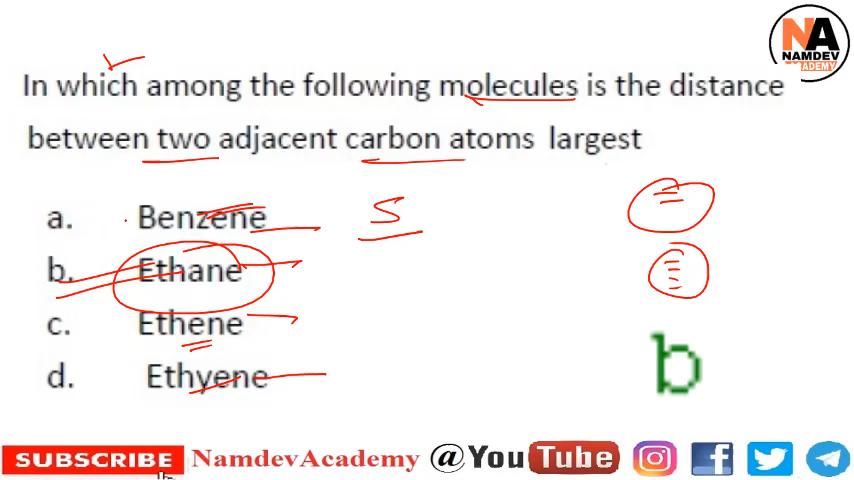 NA
NAMDEV
ACADEMY
In which among the following molecules is the distance
between two adjacent carbon atoms largest
a. Benzene S
b. Ethane
c. Ethene
d. Ethyene
b
SUBSCRIBE NamdevAcademy @YouTube